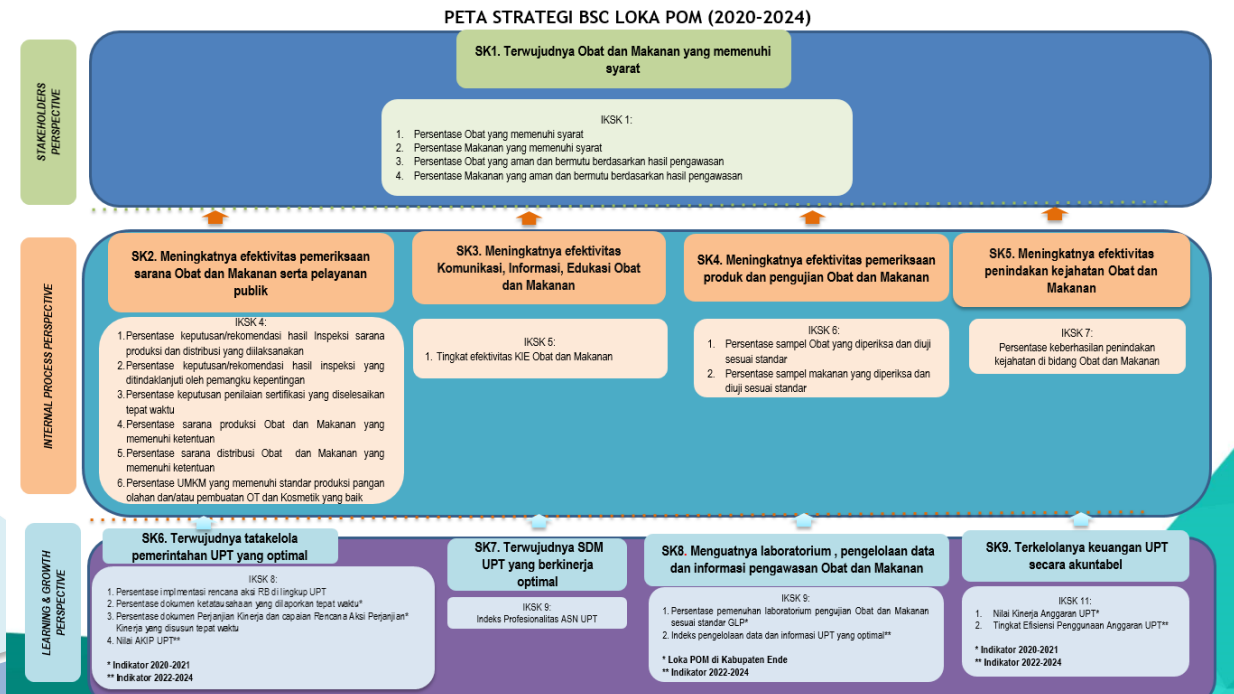 PETA STRATEGI BSC LOKA POM (2020-2024)
STAKEHOLDERS
PERSPECTIVE
SK1. Terwujudnya Obat dan Makanan yang memenuhi
syarat
IKSK 1:
1. Persentase Obat yang memenuhi syarat
2. Persentase Makanan yang memenuhi syarat
3. Persentase Obat yang aman dan bermutu berdasarkan hasil pengawasan
4. Persentase Makanan yang aman dan bermutu berdasarkan hasil pengawasan
INTERNAL PROCESS PERSPECTIVE
SK2. Meningkatnya efektivitas pemeriksaan
sarana Obat dan Makanan serta pelayanan
publik
IKSK 4:
1. Persentase keputusan/rekomendasi hasil Inspeksi sarana
produksi dan distribusi yang diilaksanakan
2. Persentase keputusan/rekomendasi hasil inspeksi yang
ditindaklanjuti oleh pemangku kepentingan
3. Persentase keputusan penilaian sertifikasi yang diselesaikan
tepat waktu
4. Persentase sarana produksi Obat dan Makanan yang
memenuhi ketentuan
5. Persentase sarana distribusi Obat dan Makanan yang
memenuhi ketentuan
6. Persentase UMKM yang memenuhi standar produksi pangan
olahan dan/atau pembuatan OT dan Kosmetik yang baik
SK3. Meningkatnya efektivitas
Komunikasi, Informasi, Edukasi Obat
dan Makanan
IKSK 5:
1. Tingkat efektivitas KIE Obat dan Makanan
SK4. Meningkatnya efektivitas pemeriksaan
produk dan pengujian Obat dan Makanan
IKSK 6:
1. Persentase sampel Obat yang diperiksa dan diuji
sesuai standar
2. Persentase sampel makanan yang diperiksa dan
diuji sesuai standar
SK5. Meningkatnya efektivitas
penindakan kejahatan Obat dan
Makanan
IKSK 7:
Persentase keberhasilan penindakan
kejahatan di bidang Obat dan Makanan
LEARNING & GROWTH
PERSPECTIVE
SK6. Terwujudnya tatakelola
pemerintahan UPT yang optimal
IKSK 8:
1. Persentase implmentasi rencana aksi RB di lingkup UPT
2. Persentase dokumen ketatausahaan yang dilaporkan tepat waktu*
3. Persentase dokumen Perjanjian Kinerja dan capaian Rencana Aksi Perjanjian*
Kinerja yang disusun tepat waktu
4. Nilai AKIP UPT**
* Indikator 2020-2021
** Indikator 2022-2024
SK7. Terwujudnya SDM
UPT yang berkinerja
optimal
IKSK 9:
Indeks Profesionalitas ASN UPT
SK8. Menguatnya laboratorium , pengelolaan data
dan informasi pengawasan Obat dan Makanan
IKSK 9:
1. Persentase pemenuhan laboratorium pengujian Obat dan Makanan
sesuai standar GLP*
2. Indeks pengelolaan data dan informasi UPT yang optimal**
* Loka POM di Kabupaten Ende
** Indikator 2022-2024
SK9. Terkelolanya keuangan UPT
secara akuntabel
IKSK 11:
1. Nilai Kinerja Anggaran UPT*
2. Tingkat Efisiensi Penggunaan Anggaran UPT**
* Indikator 2020-2021
** Indikator 2022-2024